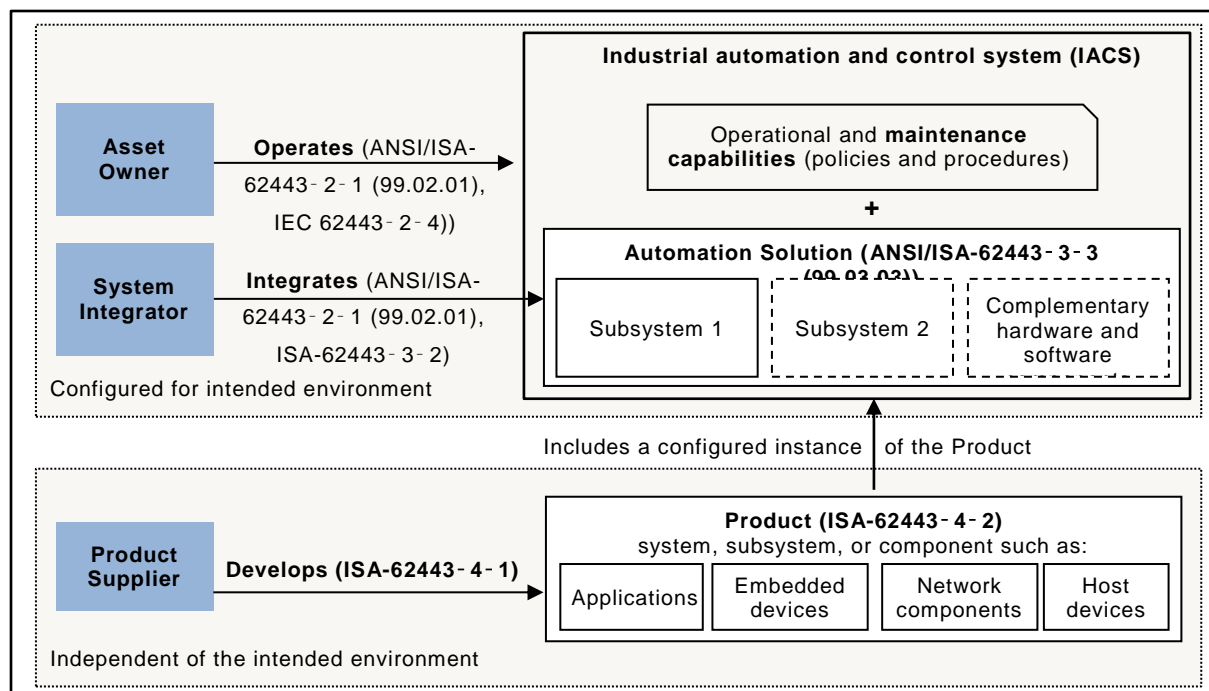 Industrial automation and control system (IACS)
Asset
Owner
Operates (ANSI/ISA-
62443-2-1 (99.02.01),
IEC 62443-2-4))
Operational and maintenance
capabilities (policies and procedures)
+
System
Integrator
Integrates (ANSI/ISA-
62443-2-1 (99.02.01),
ISA-62443-3-2)
Automation Solution (ANSI/ISA-62443-3-3
(99.03.03))
Subsystem 1
Subsystem 2
Complementary
hardware and
software
Configured for intended environment
Includes a configured instance of the Product
Product
Supplier
Develops (ISA-62443-4-1)
Product (ISA-62443-4-2)
system, subsystem, or component such as:
Applications
Embedded
devices
Network
components
Host
devices
Independent of the intended environment